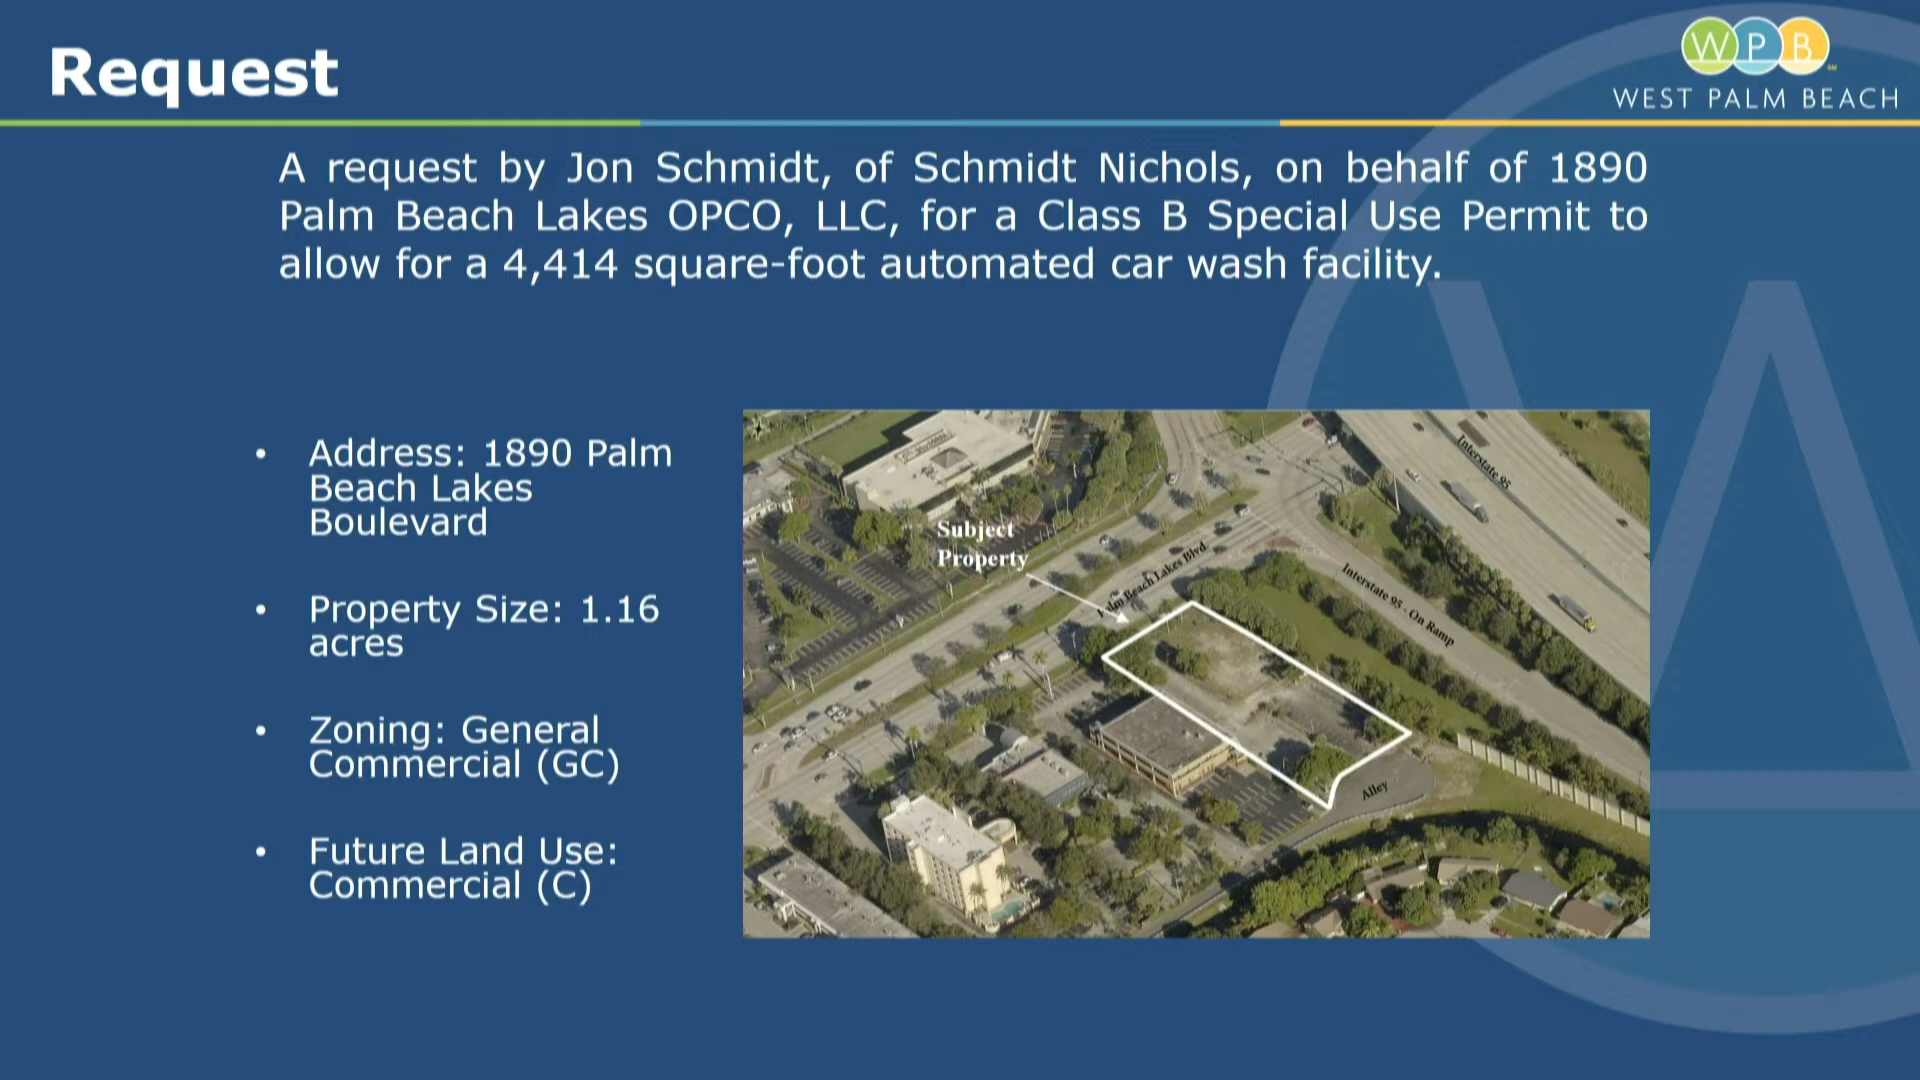 Request
WPB
WEST PALM BEACH
A request by Jon Schmidt, of Schmidt Nichols, on behalf of 1890
Palm Beach Lakes OPCO, LLC, for a Class B Special Use Permit to
allow for a 4,414 square-foot automated car wash facility.
• Address: 1890 Palm
Beach Lakes
Boulevard
• Property Size: 1.16
acres
• Zoning: General
Commercial (GC)
• Future Land Use:
Commercial (C)
Interstate 95
Subject
Property
Palm Beach Lakes Blvd.
Interstate 95 - On Ramp
Alley